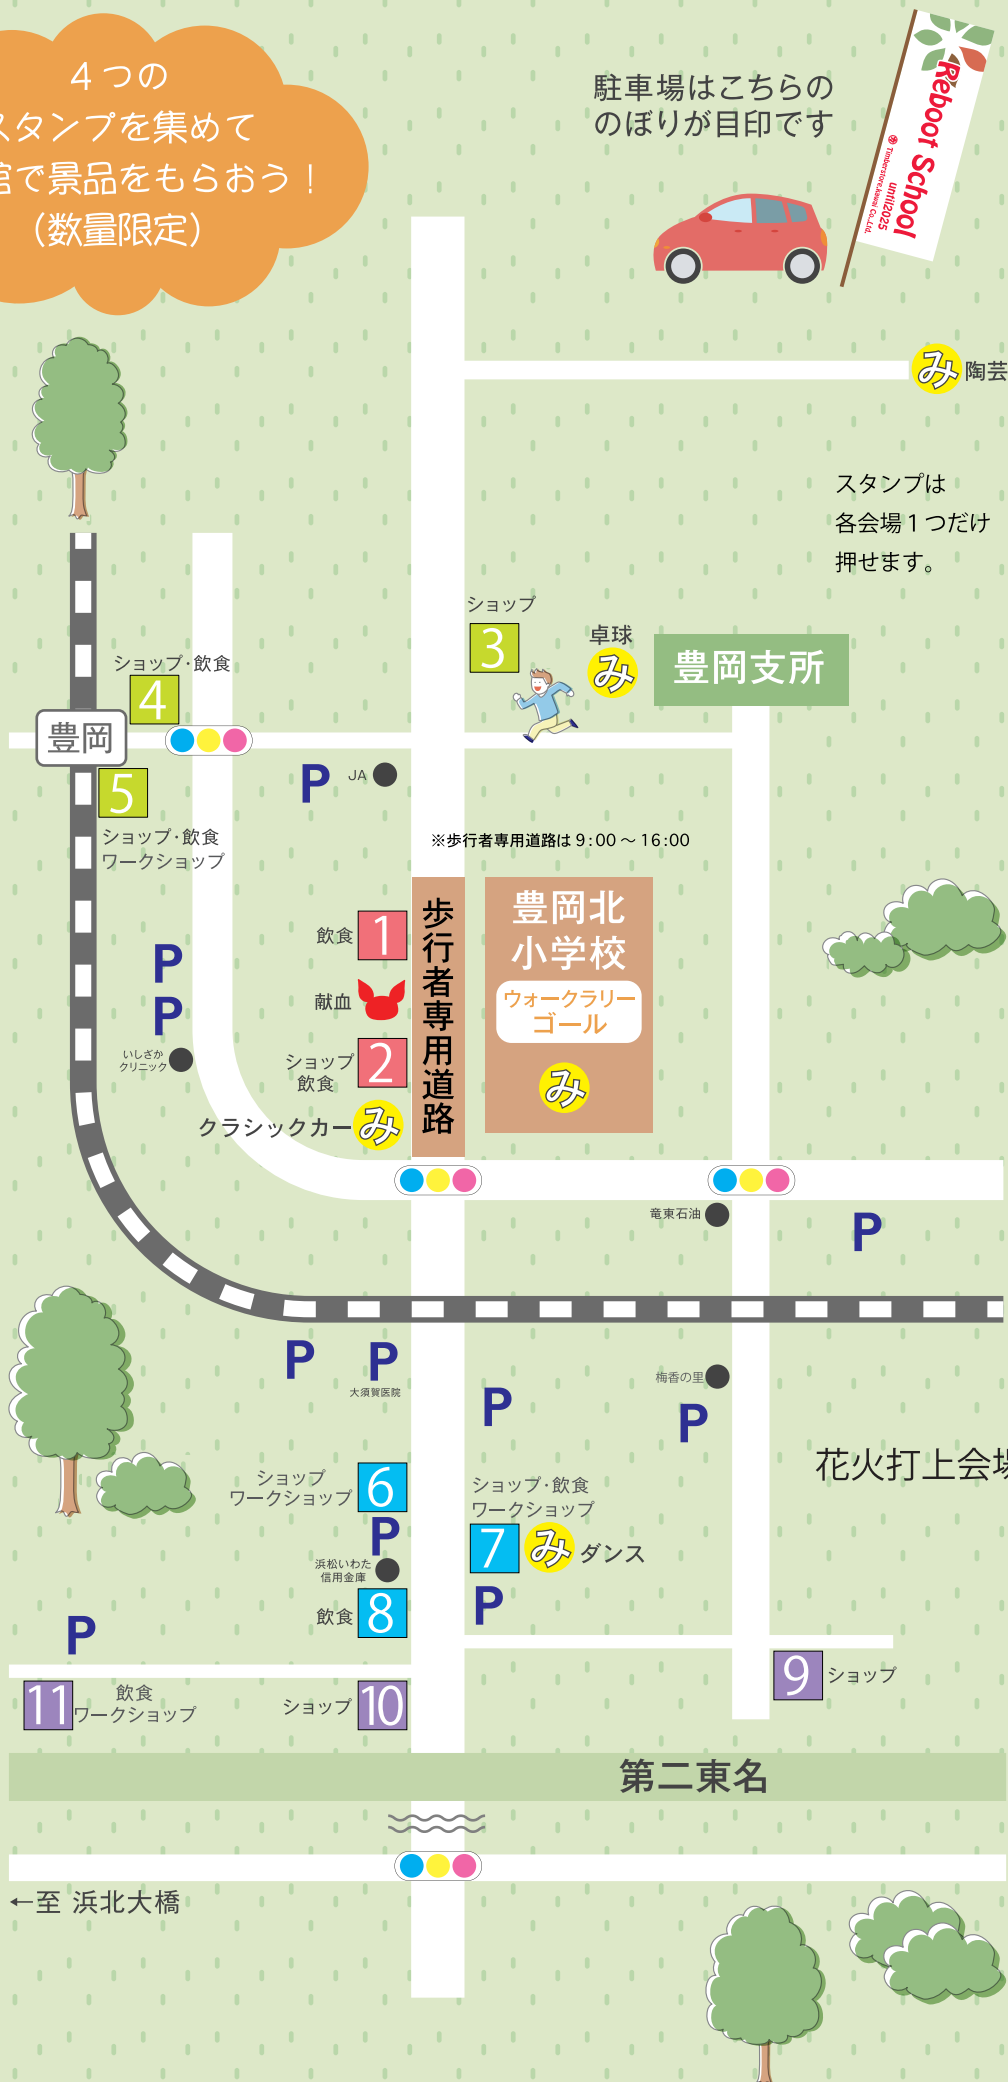 4つの
スタンプを集めて
館で景品をもらおう！
（数量限定）
駐車場はこちらの
のぼりが目印です
Reboot School
until2025
Timberstore.kawai Co.,Ltd.
み 陶芸
スタンプは
各会場1つだけ
押せます。
ショップ
3
卓球
み
豊岡支所
ショップ・飲食
4
豊岡
5
ショップ・飲食
ワークショップ
P JA
※歩行者専用道路は 9:00 〜 16:00
飲食 1
歩行者専用道路
豊岡北
小学校
ウォークラリー
ゴール
み
P
P
献血
いしざか
クリニック
ショップ
飲食
2
クラシックカー み
竜東石油
P
P
P
大須賀医院
P
梅香の里
P
花火打上会場
ショップ
ワークショップ
6
P
ショップ・飲食
ワークショップ
7 み ダンス
浜松いわた
信用金庫
飲食 8
P
P
9 ショップ
11 飲食
ワークショップ
ショップ 10
第二東名
←至 浜北大橋